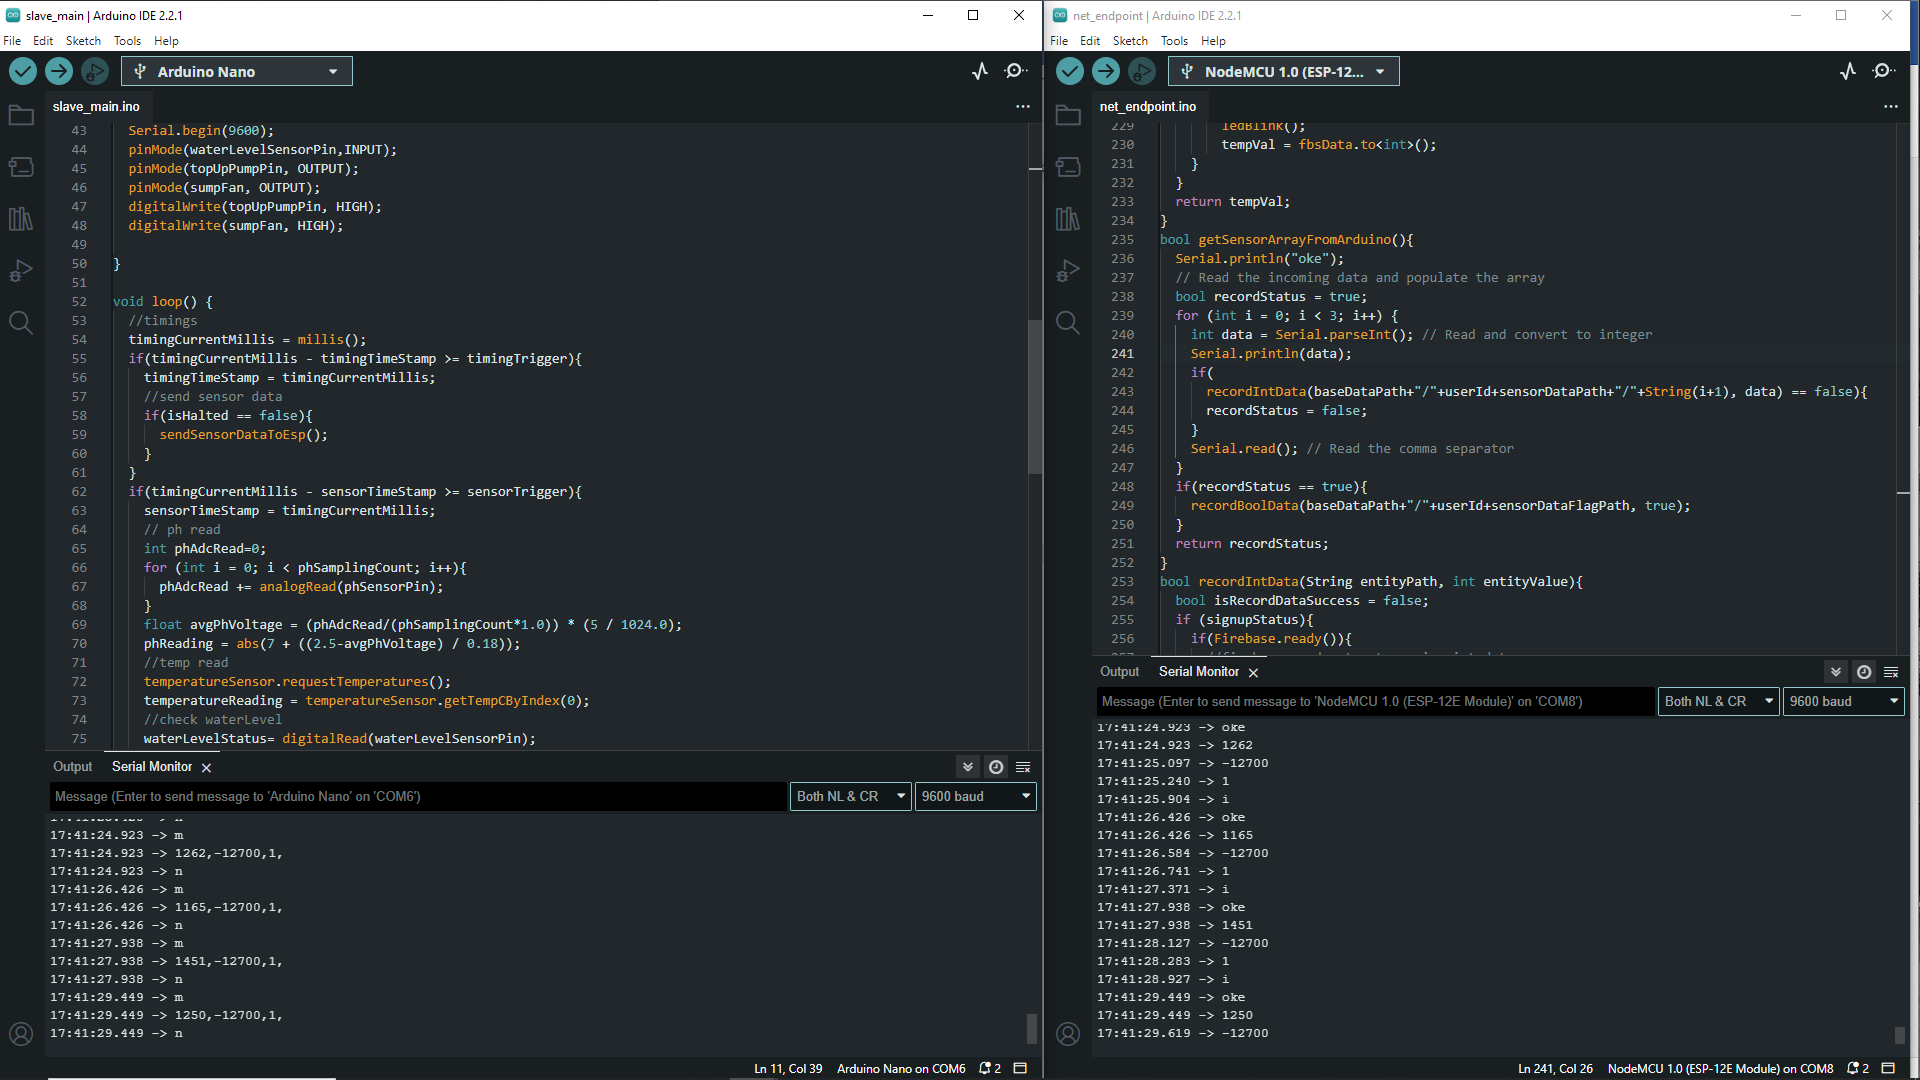 slave_main | Arduino IDE 2.2.1
File Edit Sketch Tools Help
Arduino Nano
slave_main.ino
43 Serial.begin(9600);
44 pinMode(waterLevelSensorPin,INPUT);
45 pinMode(topUpPumpPin, OUTPUT);
46 pinMode(sumpFan, OUTPUT);
47 digitalWrite(topUpPumpPin, HIGH);
48 digitalWrite(sumpFan, HIGH);
49
50 }
51
52 void loop() {
53 //timings
54 timingCurrentMillis = millis();
55 if(timingCurrentMillis - timingTimeStamp >= timingTrigger){
56 timingTimeStamp = timingCurrentMillis;
57 //send sensor data
58 if(isHalted == false){
59 sendSensorDataToEsp();
60 }
61 }
62 if(timingCurrentMillis - sensorTimeStamp >= sensorTrigger){
63 sensorTimeStamp = timingCurrentMillis;
64 // ph read
65 int phAdcRead=0;
66 for (int i = 0; i < phSamplingCount; i++){
67 phAdcRead += analogRead(phSensorPin);
68 }
69 float avgPhVoltage = (phAdcRead/(phSamplingCount*1.0)) * (5 / 1024.0);
70 phReading = abs(7 + ((2.5-avgPhVoltage) / 0.18));
71 //temp read
72 temperatureSensor.requestTemperatures();
73 temperatureReading = temperatureSensor.getTempCByIndex(0);
74 //check waterLevel
75 waterLevelStatus= digitalRead(waterLevelSensorPin);
Output Serial Monitor
Message (Enter to send message to 'Arduino Nano' on 'COM6')
Both NL & CR
9600 baud
17:41:24.923 -> m
17:41:24.923 -> 1262,-12700,1,
17:41:24.923 -> n
17:41:26.426 -> m
17:41:26.426 -> 1165,-12700,1,
17:41:26.426 -> n
17:41:27.938 -> m
17:41:27.938 -> 1451,-12700,1,
17:41:27.938 -> n
17:41:29.449 -> m
17:41:29.449 -> 1250,-12700,1,
17:41:29.449 -> n
Ln 11, Col 39 Arduino Nano on COM6 2
net_endpoint | Arduino IDE 2.2.1
File Edit Sketch Tools Help
NodeMCU 1.0 (ESP-12...
net_endpoint.ino
229 ledBlink();
230 tempVal = fbsData.to<int>();
231 }
232 }
233 return tempVal;
234 }
235 bool getSensorArrayFromArduino(){
236 Serial.println("oke");
237 // Read the incoming data and populate the array
238 bool recordStatus = true;
239 for (int i = 0; i < 3; i++) {
240 int data = Serial.parseInt(); // Read and convert to integer
241 Serial.println(data);
242 if(
243 recordIntData(baseDataPath+"/"+userId+sensorDataPath+"/"+String(i+1), data) == false){
244 recordStatus = false;
245 }
246 Serial.read(); // Read the comma separator
247 }
248 if(recordStatus == true){
249 recordBoolData(baseDataPath+"/"+userId+sensorDataFlagPath, true);
250 }
251 return recordStatus;
252 }
253 bool recordIntData(String entityPath, int entityValue){
254 bool isRecordDataSuccess = false;
255 if (signupStatus){
256 if(Firebase.ready()){
Output Serial Monitor
Message (Enter to send message to 'NodeMCU 1.0 (ESP-12E Module)' on 'COM8')
Both NL & CR
9600 baud
17:41:24.923 -> oke
17:41:24.923 -> 1262
17:41:25.097 -> -12700
17:41:25.240 -> 1
17:41:25.904 -> i
17:41:26.426 -> oke
17:41:26.426 -> 1165
17:41:26.584 -> -12700
17:41:26.741 -> 1
17:41:27.371 -> i
17:41:27.938 -> oke
17:41:27.938 -> 1451
17:41:28.127 -> -12700
17:41:28.283 -> 1
17:41:28.927 -> i
17:41:29.449 -> oke
17:41:29.449 -> 1250
17:41:29.619 -> -12700
Ln 241, Col 26 NodeMCU 1.0 (ESP-12E Module) on COM8 2